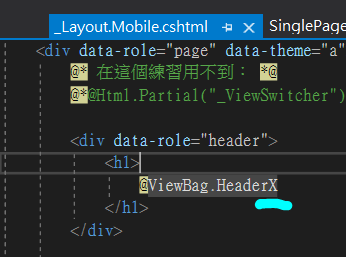 _Layout.Mobile.cshtml SinglePage
<div data-role="page" data-theme="a"
@* 在這個練習用不到： *@
@*@Html.Partial("_ViewSwitcher")
<div data-role="header">
<h1>
@ViewBag.HeaderX
</h1>
</div>